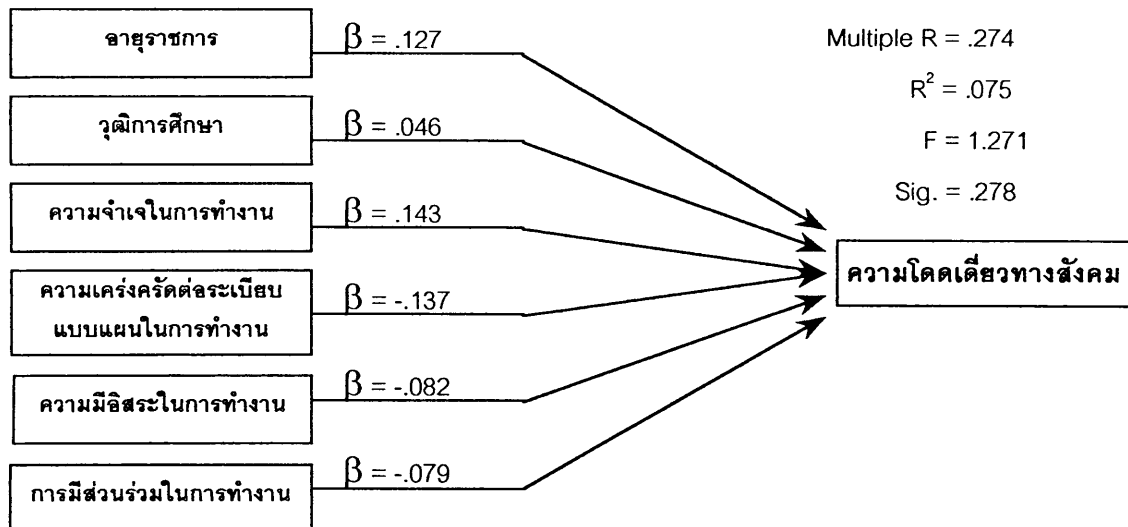 อายุราชการ
β = .127
Multiple R = .274
R² = .075
วุฒิการศึกษา
β = .046
F = 1.271
Sig. = .278
ความจำเจในการทำงาน
β = .143
ความโดดเดี่ยวทางสังคม
ความเคร่งครัดต่อระเบียบ
แบบแผนในการทำงาน
β = -.137
ความมีอิสระในการทำงาน
β = -.082
การมีส่วนร่วมในการทำงาน
β = -.079